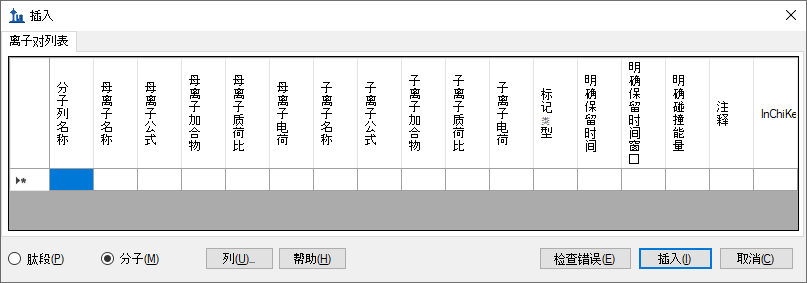 插入
离子对列表
分子列名称
母离子名称
母离子公式
母离子加合物
母离子质荷比
母离子电荷
子离子名称
子离子公式
子离子加合物
子离子质荷比
子离子电荷
标记类型
明确保留时间
明确保留时间窗口
明确碰撞能量
注释
InChiKe
肽段(P)
分子(M)
列(U)...
帮助(H)
检查错误(E)
插入(I)
取消(C)